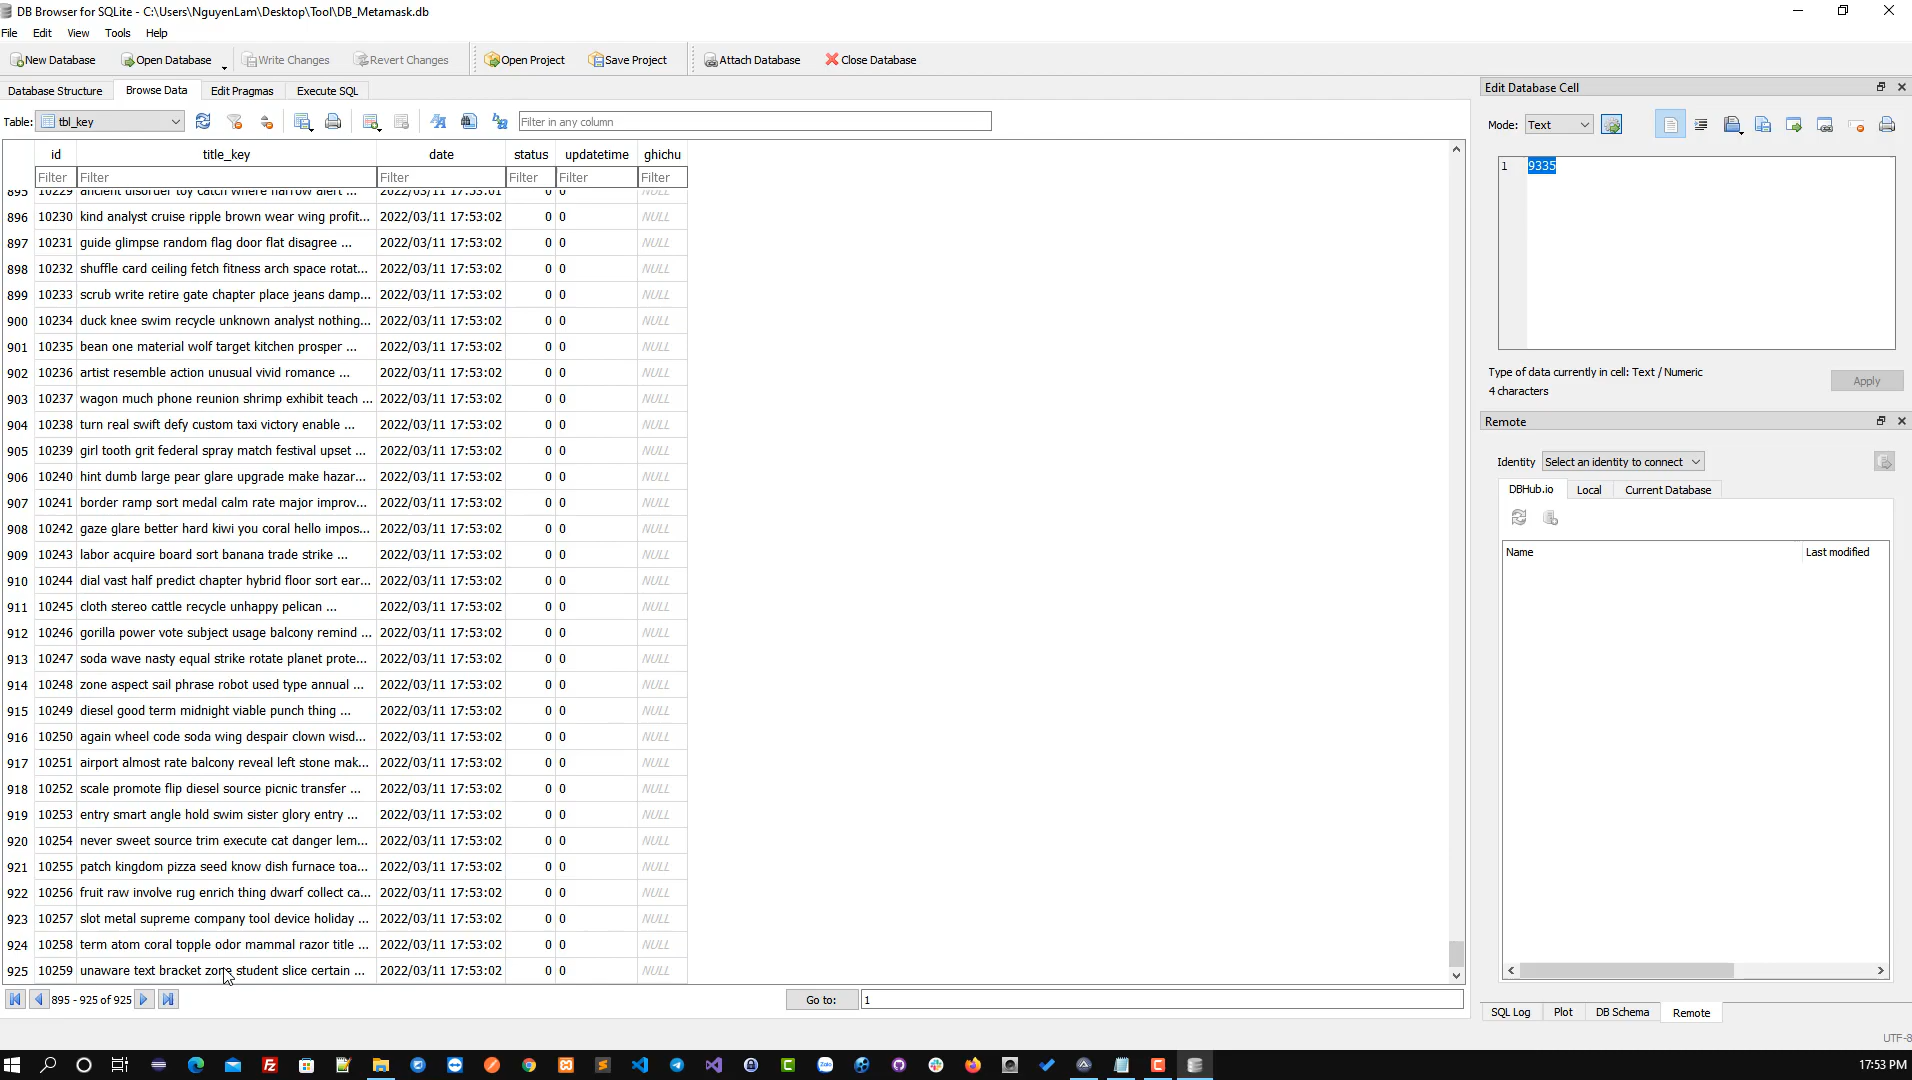 DB Browser for SQLite - C:\Users\NguyenLam\Desktop\Tool\DB_Metamask.db
File Edit View Tools Help
New Database Open Database Write Changes Revert Changes Open Project Save Project Attach Database Close Database
Database Structure Browse Data Edit Pragmas Execute SQL
Table: tbl_key Filter in any column
id title_key date status updatetime ghichu
Filter Filter Filter Filter Filter Filter
895 10229 ancient disorder toy catch where narrow alert ... 2022/03/11 17:53:01 0 0 NULL
896 10230 kind analyst cruise ripple brown wear wing profit... 2022/03/11 17:53:02 0 0 NULL
897 10231 guide glimpse random flag door flat disagree ... 2022/03/11 17:53:02 0 0 NULL
898 10232 shuffle card ceiling fetch fitness arch space rotat... 2022/03/11 17:53:02 0 0 NULL
899 10233 scrub write retire gate chapter place jeans damp... 2022/03/11 17:53:02 0 0 NULL
900 10234 duck knee swim recycle unknown analyst nothing... 2022/03/11 17:53:02 0 0 NULL
901 10235 bean one material wolf target kitchen prosper ... 2022/03/11 17:53:02 0 0 NULL
902 10236 artist resemble action unusual vivid romance ... 2022/03/11 17:53:02 0 0 NULL
903 10237 wagon much phone reunion shrimp exhibit teach ... 2022/03/11 17:53:02 0 0 NULL
904 10238 turn real swift defy custom taxi victory enable ... 2022/03/11 17:53:02 0 0 NULL
905 10239 girl tooth grit federal spray match festival upset ... 2022/03/11 17:53:02 0 0 NULL
906 10240 hint dumb large pear glare upgrade make hazar... 2022/03/11 17:53:02 0 0 NULL
907 10241 border ramp sort medal calm rate major improv... 2022/03/11 17:53:02 0 0 NULL
908 10242 gaze glare better hard kiwi you coral hello impos... 2022/03/11 17:53:02 0 0 NULL
909 10243 labor acquire board sort banana trade strike ... 2022/03/11 17:53:02 0 0 NULL
910 10244 dial vast half predict chapter hybrid floor sort ear... 2022/03/11 17:53:02 0 0 NULL
911 10245 cloth stereo cattle recycle unhappy pelican ... 2022/03/11 17:53:02 0 0 NULL
912 10246 gorilla power vote subject usage balcony remind ... 2022/03/11 17:53:02 0 0 NULL
913 10247 soda wave nasty equal strike rotate planet prote... 2022/03/11 17:53:02 0 0 NULL
914 10248 zone aspect sail phrase robot used type annual ... 2022/03/11 17:53:02 0 0 NULL
915 10249 diesel good term midnight viable punch thing ... 2022/03/11 17:53:02 0 0 NULL
916 10250 again wheel code soda wing despair clown wisd... 2022/03/11 17:53:02 0 0 NULL
917 10251 airport almost rate balcony reveal left stone mak... 2022/03/11 17:53:02 0 0 NULL
918 10252 scale promote flip diesel source picnic transfer ... 2022/03/11 17:53:02 0 0 NULL
919 10253 entry smart angle hold swim sister glory entry ... 2022/03/11 17:53:02 0 0 NULL
920 10254 never sweet source trim execute cat danger lem... 2022/03/11 17:53:02 0 0 NULL
921 10255 patch kingdom pizza seed know dish furnace toa... 2022/03/11 17:53:02 0 0 NULL
922 10256 fruit raw involve rug enrich thing dwarf collect ca... 2022/03/11 17:53:02 0 0 NULL
923 10257 slot metal supreme company tool device holiday ... 2022/03/11 17:53:02 0 0 NULL
924 10258 term atom coral topple odor mammal razor title ... 2022/03/11 17:53:02 0 0 NULL
925 10259 unaware text bracket zone student slice certain ... 2022/03/11 17:53:02 0 0 NULL
895 - 925 of 925 Go to: 1
Edit Database Cell
Mode: Text
1 9335
Type of data currently in cell: Text / Numeric
4 characters
Apply
Remote
Identity Select an identity to connect
DBHub.io Local Current Database
Name Last modified
SQL Log Plot DB Schema Remote
UTF-8
17:53 PM